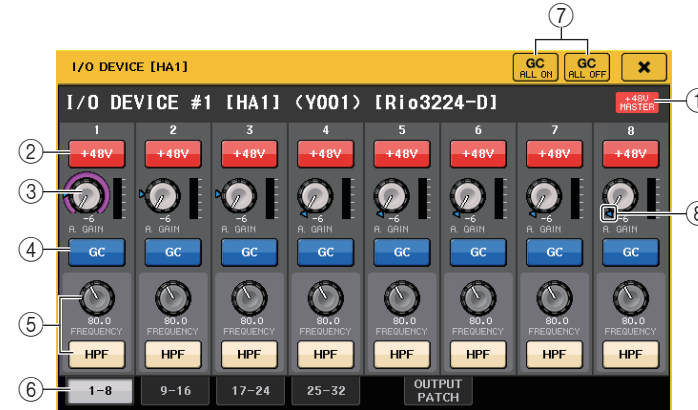 ⑦
I/O DEVICE [HA1] GC ALL ON GC ALL OFF ×
I/O DEVICE #1 [HA1] (Y001) [Rio3224-D] +48V MASTER ①
1 2 3 4 5 6 7 8
② +48V +48V +48V +48V +48V +48V +48V +48V
③
-6 -6 -6 -6 -6 -6 -6 -6 ⑧
A. GAIN A. GAIN A. GAIN A. GAIN A. GAIN A. GAIN A. GAIN A. GAIN
④ GC GC GC GC GC GC GC GC
80.0 80.0 80.0 80.0 80.0 80.0 80.0 80.0
⑤ FREQUENCY FREQUENCY FREQUENCY FREQUENCY FREQUENCY FREQUENCY FREQUENCY FREQUENCY
HPF HPF HPF HPF HPF HPF HPF HPF
⑥ 1-8 9-16 17-24 25-32 OUTPUT PATCH